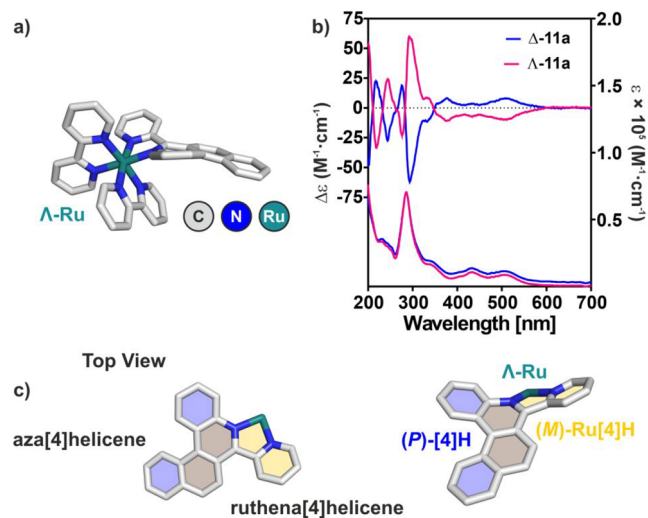 a)
Λ-Ru
C N Ru
b)
Δ-11a
Λ-11a
75
50
25
0
-25
-50
-75
Δε (M⁻¹·cm⁻¹)
2.0
1.5
1.0
0.5
ε × 10⁵ (M⁻¹·cm⁻¹)
200 300 400 500 600 700
Wavelength [nm]
Top View
c)
aza[4]helicene
ruthena[4]helicene
Λ-Ru
(P)-[4]H
(M)-Ru[4]H